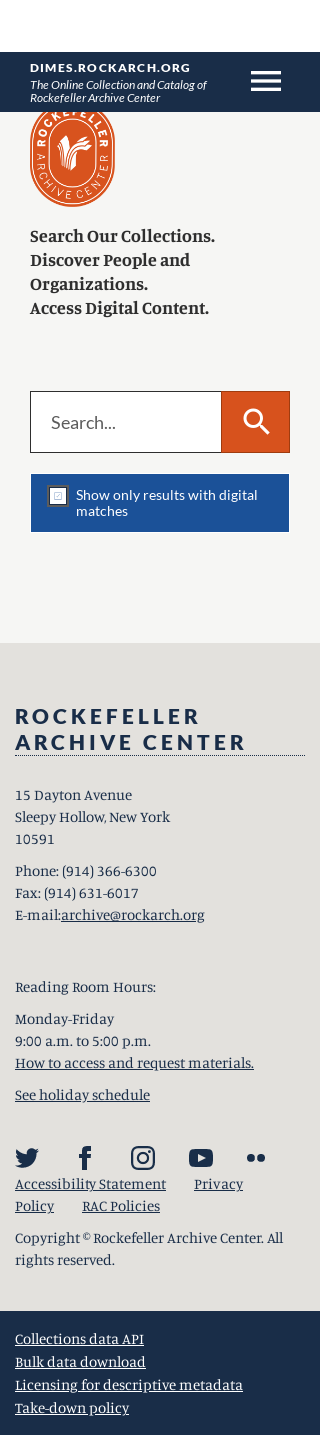 DIMES.ROCKARCH.ORG
The Online Collection and Catalog of
Rockefeller Archive Center
ROCKEFELLER
ARCHIVE CENTER
Search Our Collections.
Discover People and
Organizations.
Access Digital Content.
Search...
Show only results with digital
matches
ROCKEFELLER
ARCHIVE CENTER
15 Dayton Avenue
Sleepy Hollow, New York
10591
Phone: (914) 366-6300
Fax: (914) 631-6017
E-mail:archive@rockarch.org
Reading Room Hours:
Monday-Friday
9:00 a.m. to 5:00 p.m.
How to access and request materials.
See holiday schedule
Accessibility Statement Privacy
Policy RAC Policies
Copyright © Rockefeller Archive Center. All
rights reserved.
Collections data API
Bulk data download
Licensing for descriptive metadata
Take-down policy